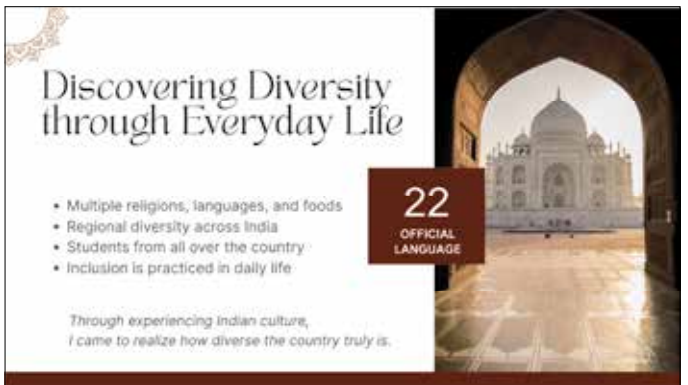 Discovering Diversity
through Everyday Life
• Multiple religions, languages, and foods
• Regional diversity across India
• Students from all over the country
• Inclusion is practiced in daily life
22
OFFICIAL
LANGUAGE
Through experiencing Indian culture,
I came to realize how diverse the country truly is.